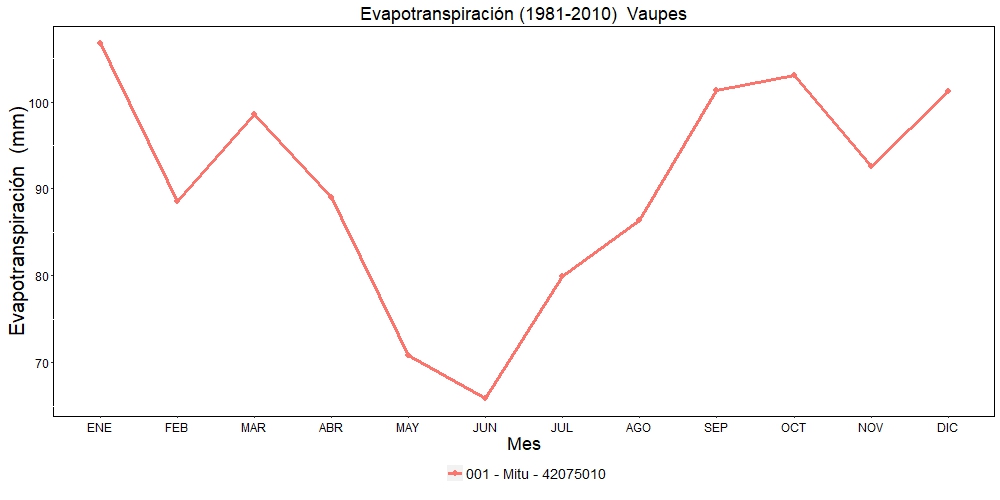 Evapotranspiración (1981-2010)  Vaupes
Evapotranspiración  (mm)
100
90
80
70
ENE FEB MAR ABR MAY JUN JUL AGO SEP OCT NOV DIC
Mes
001 - Mitu - 42075010